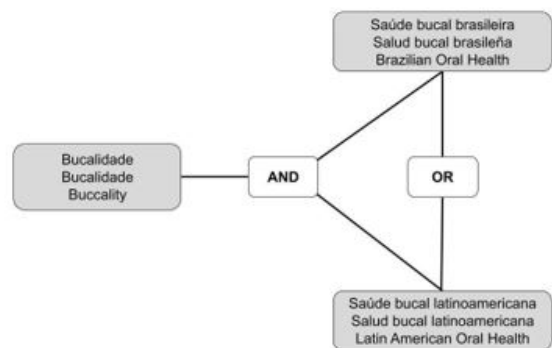 Saúde bucal brasileira
Salud bucal brasileña
Brazilian Oral Health
Bucalidade
Bucalidade
Buccality
AND
OR
Saúde bucal latinoamericana
Salud bucal latinoamericana
Latin American Oral Health